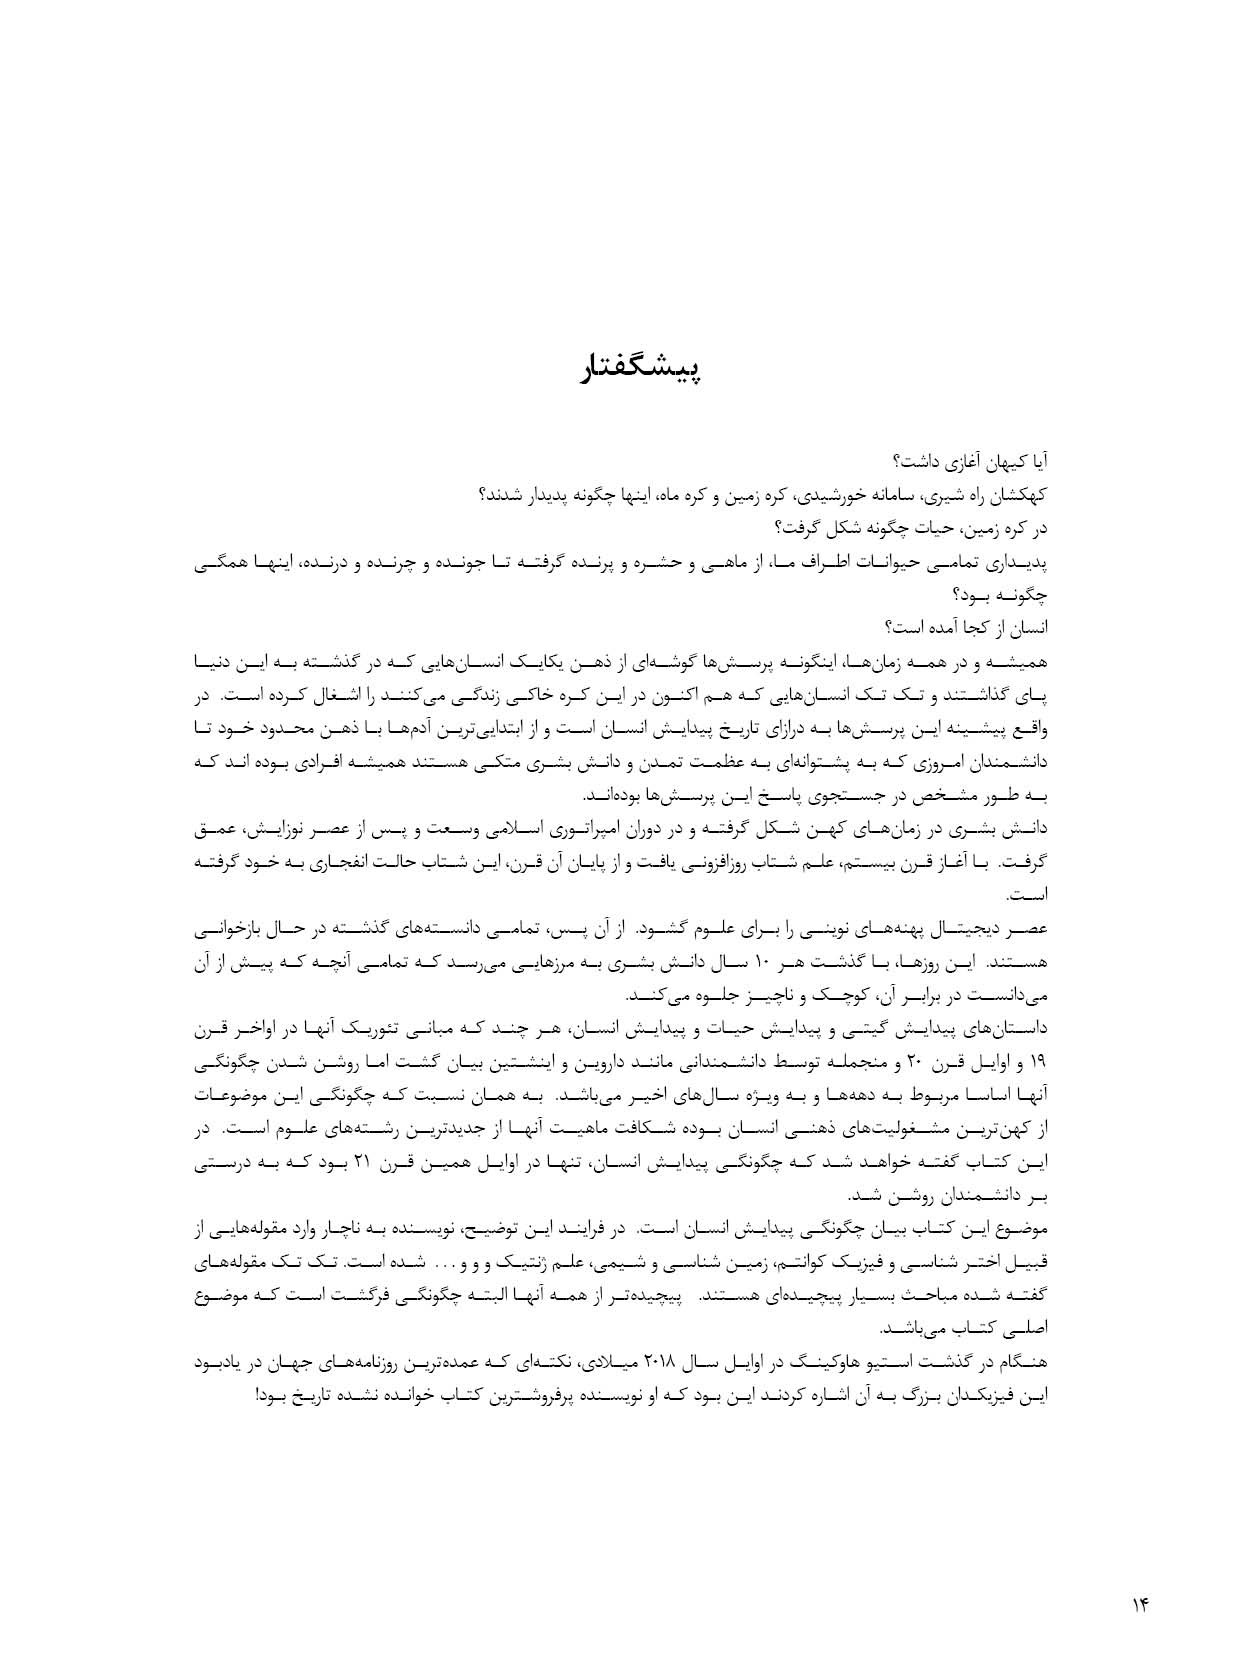 پیشگفتار
آیا کیهان آغازی داشت؟
کهکشان راه شیری، سامانه خورشیدی، کره زمین و کره ماه، اینها چگونه پدیدار شدند؟
در کره زمین، حیات چگونه شکل گرفت؟
پدیداری تمامی حیوانات اطراف ما، از ماهی و حشره و پرنده گرفته تا جونده و چرنده و درنده، اینها همگی
چگونه بود؟
انسان از کجا آمده است؟
همیشه و در همه زمان‌ها، اینگونه پرسش‌ها گوشه‌ای از ذهن یکایک انسان‌هایی که در گذشته به این دنیا
پای گذاشتند و تک تک انسان‌هایی که هم اکنون در این کره خاکی زندگی می‌کنند را اشغال کرده است. در
واقع پیشینه این پرسش‌ها به درازای تاریخ پیدایش انسان است و از ابتدایی‌ترین آدم‌ها با ذهن محدود خود تا
دانشمندان امروزی که به پشتوانه‌ای به عظمت تمدن و دانش بشری متکی هستند همیشه افرادی بوده اند که
به طور مشخص در جستجوی پاسخ این پرسش‌ها بوده‌اند.
دانش بشری در زمان‌های کهن شکل گرفته و در دوران امپراتوری اسلامی وسعت و پس از عصر نوزایش، عمق
گرفت. با آغاز قرن بیستم، علم شتاب روزافزونی یافت و از پایان آن قرن، این شتاب حالت انفجاری به خود گرفته
است.
عصر دیجیتال پهنه‌های نوینی را برای علوم گشود. از آن پس، تمامی دانسته‌های گذشته در حال بازخوانی
هستند. این روزها، با گذشت هر ۱۰ سال دانش بشری به مرزهایی می‌رسد که تمامی آنچه که پیش از آن
می‌دانست در برابر آن، کوچک و ناچیز جلوه می‌کند.
داستان‌های پیدایش گیتی و پیدایش حیات و پیدایش انسان، هر چند که مبانی تئوریک آنها در اواخر قرن
۱۹ و اوایل قرن ۲۰ و منجمله توسط دانشمندانی مانند داروین و اینشتین بیان گشت اما روشن شدن چگونگی
آنها اساسا مربوط به دهه‌ها و به ویژه سال‌های اخیر می‌باشد. به همان نسبت که چگونگی این موضوعات
از کهن‌ترین مشغولیت‌های ذهنی انسان بوده شکافت ماهیت آنها از جدیدترین رشته‌های علوم است. در
این کتاب گفته خواهد شد که چگونگی پیدایش انسان، تنها در اوایل همین قرن ۲۱ بود که به درستی
بر دانشمندان روشن شد.
موضوع این کتاب بیان چگونگی پیدایش انسان است. در فرایند این توضیح، نویسنده به ناچار وارد مقوله‌هایی از
قبیل اختر شناسی و فیزیک کوانتم، زمین شناسی و شیمی، علم ژنتیک و و و... شده است. تک تک مقوله‌های
گفته شده مباحث بسیار پیچیده‌ای هستند. پیچیده‌تر از همه آنها البته چگونگی فرگشت است که موضوع
اصلی کتاب می‌باشد.
هنگام در گذشت استیو هاوکینگ در اوایل سال ۲۰۱۸ میلادی، نکته‌ای که عمده‌ترین روزنامه‌های جهان در یادبود
این فیزیکدان بزرگ به آن اشاره کردند این بود که او نویسنده پرفروشترین کتاب خوانده نشده تاریخ بود!
۱۴